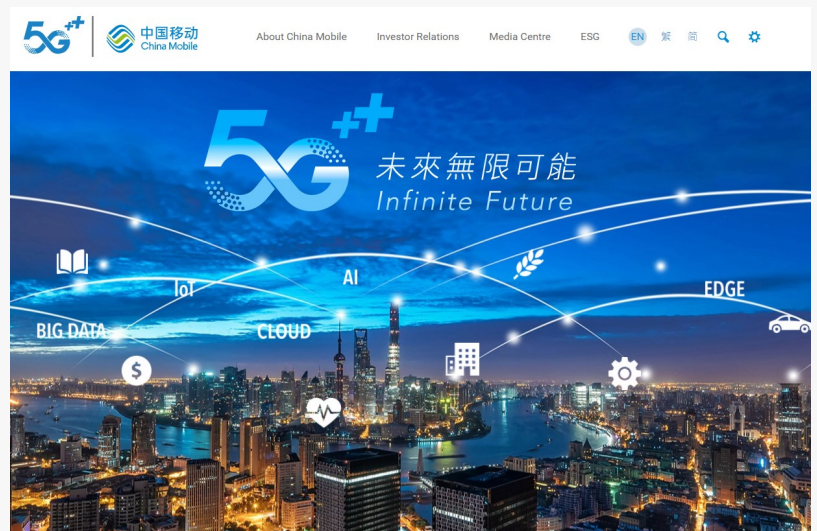 5G++
中国移动
China Mobile
About China Mobile
Investor Relations
Media Centre
ESG
EN
繁
简
5G++
未來無限可能
Infinite Future
IoT
AI
EDGE
BIG DATA
CLOUD
$